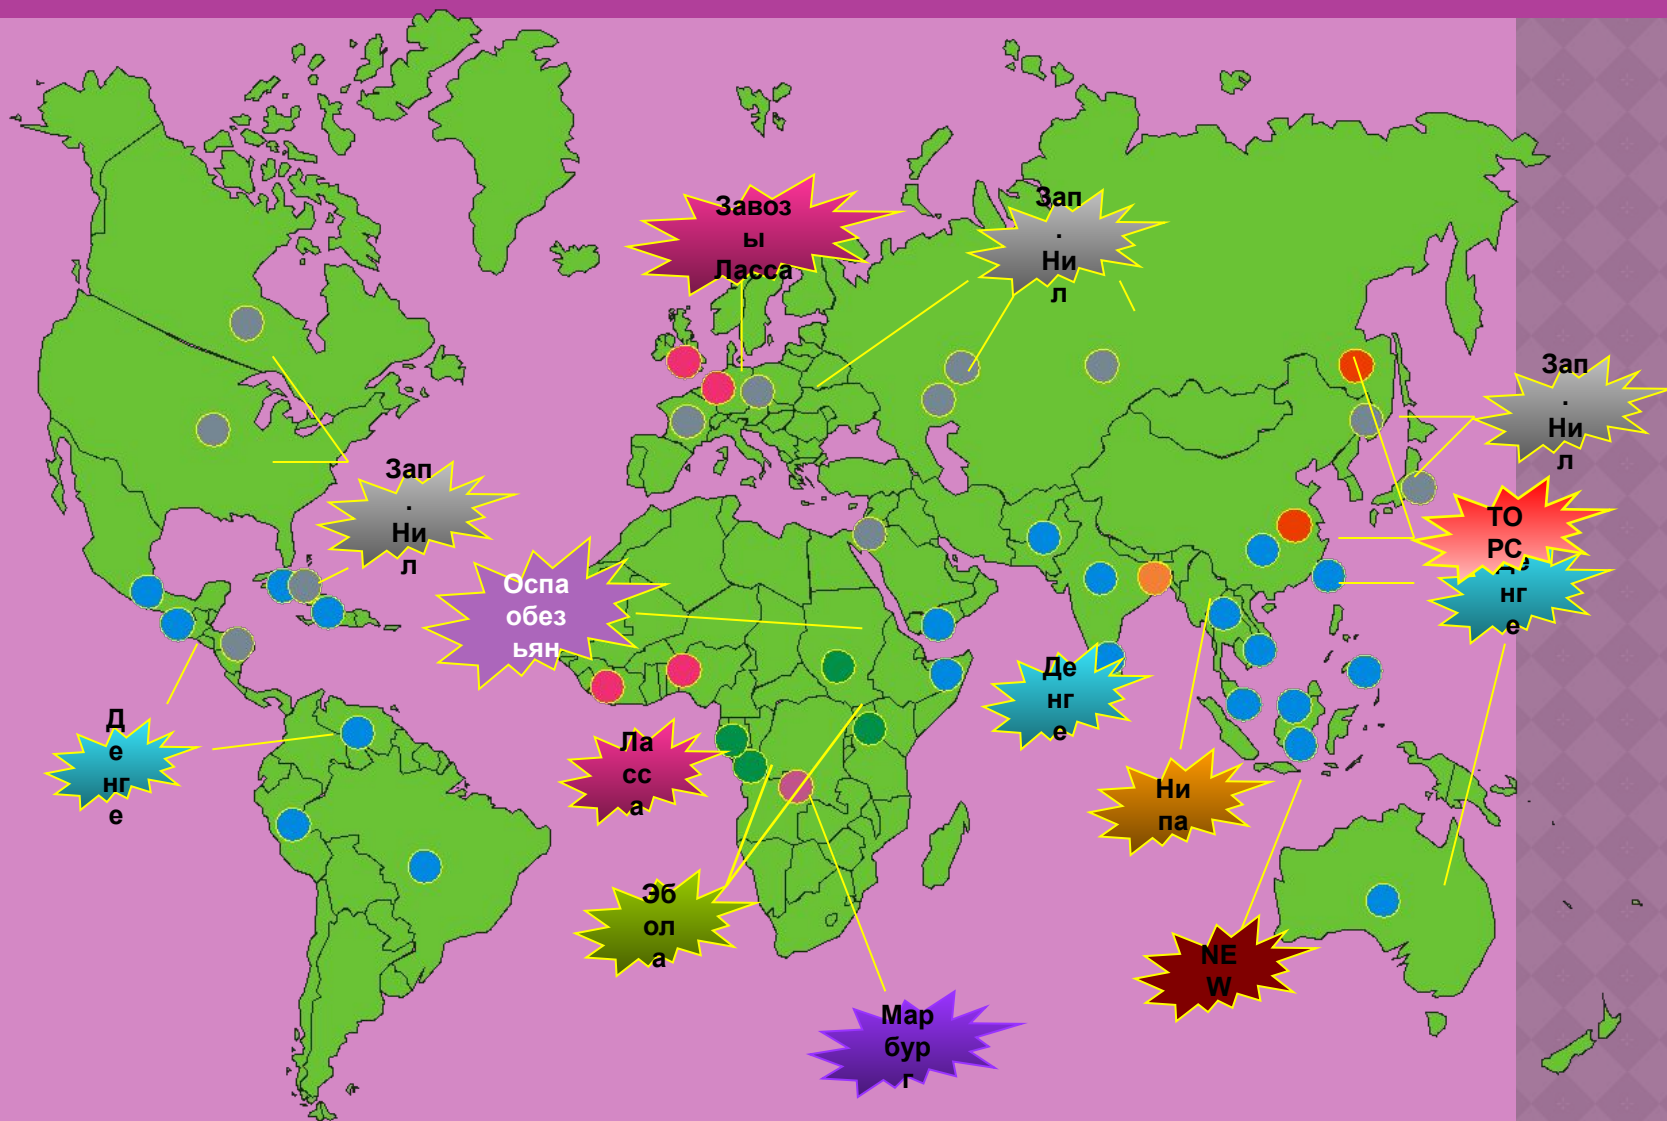 Завоз
ы
Ласса
Зап
.
Ни
л
Зап
.
Ни
л
Зап
.
Ни
л
ТО
РС
Де
нг
е
Оспа
обез
ьян
Де
нг
е
Д
е
нг
е
Ла
сс
а
Ни
па
Эб
ол
а
NE
W
Мар
бур
г